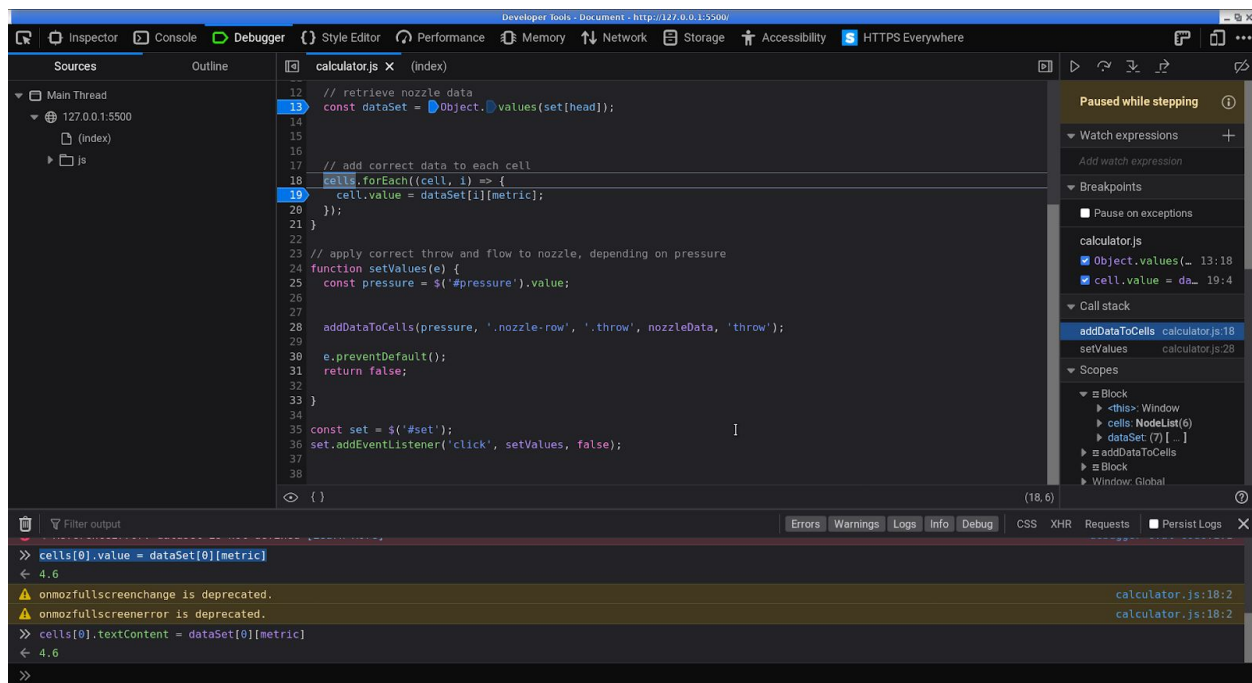 Developer Tools - Document - http://127.0.0.1:5500/
Inspector Console Debugger Style Editor Performance Memory Network Storage Accessibility S HTTPS Everywhere
Sources Outline calculator.js (index)
Main Thread
127.0.0.1:5500
(index)
js
12 // retrieve nozzle data
13 const dataSet = Object.values(set[head]);
14
15
16
17 // add correct data to each cell
18 cells.forEach((cell, i) => {
19 cell.value = dataSet[i][metric];
20 });
21 }
22
23 // apply correct throw and flow to nozzle, depending on pressure
24 function setValues(e) {
25 const pressure = $('#pressure').value;
26
27
28 addDataToCells(pressure, '.nozzle-row', '.throw', nozzleData, 'throw');
29
30 e.preventDefault();
31 return false;
32
33 }
34
35 const set = $('#set');
36 set.addEventListener('click', setValues, false);
37
38
{ } (18, 6)
Paused while stepping
Watch expressions
Add watch expression
Breakpoints
Pause on exceptions
calculator.js
Object.values(… 13:18
cell.value = da… 19:4
Call stack
addDataToCells calculator.js:18
setValues calculator.js:28
Scopes
Block
<this>: Window
cells: NodeList(6)
dataSet: (7) [ … ]
addDataToCells
Block
Window: Global
Filter output Errors Warnings Logs Info Debug CSS XHR Requests Persist Logs
cells[0].value = dataSet[0][metric]
4.6
onmozfullscreenchange is deprecated. calculator.js:18:2
onmozfullscreenerror is deprecated. calculator.js:18:2
cells[0].textContent = dataSet[0][metric]
4.6